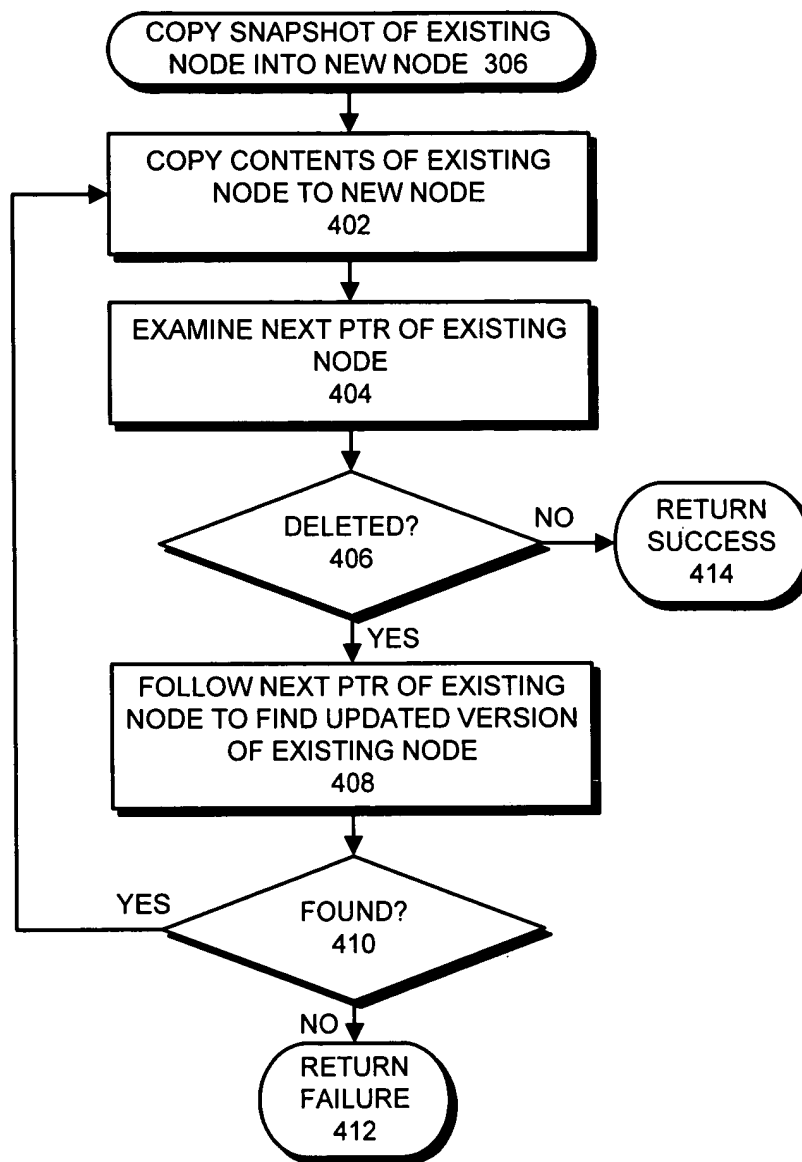 COPY SNAPSHOT OF EXISTING
NODE INTO NEW NODE 306
COPY CONTENTS OF EXISTING
NODE TO NEW NODE
402
EXAMINE NEXT PTR OF EXISTING
NODE
404
DELETED?
406
NO
RETURN
SUCCESS
414
YES
FOLLOW NEXT PTR OF EXISTING
NODE TO FIND UPDATED VERSION
OF EXISTING NODE
408
YES
FOUND?
410
NO
RETURN
FAILURE
412